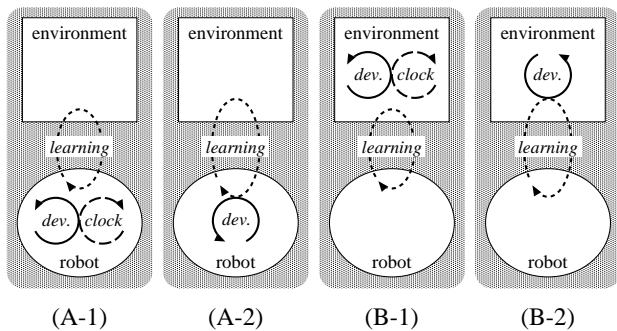 environment environment environment environment
dev. clock dev.
learning learning learning learning
dev. clock dev.
robot robot robot robot
(A-1) (A-2) (B-1) (B-2)